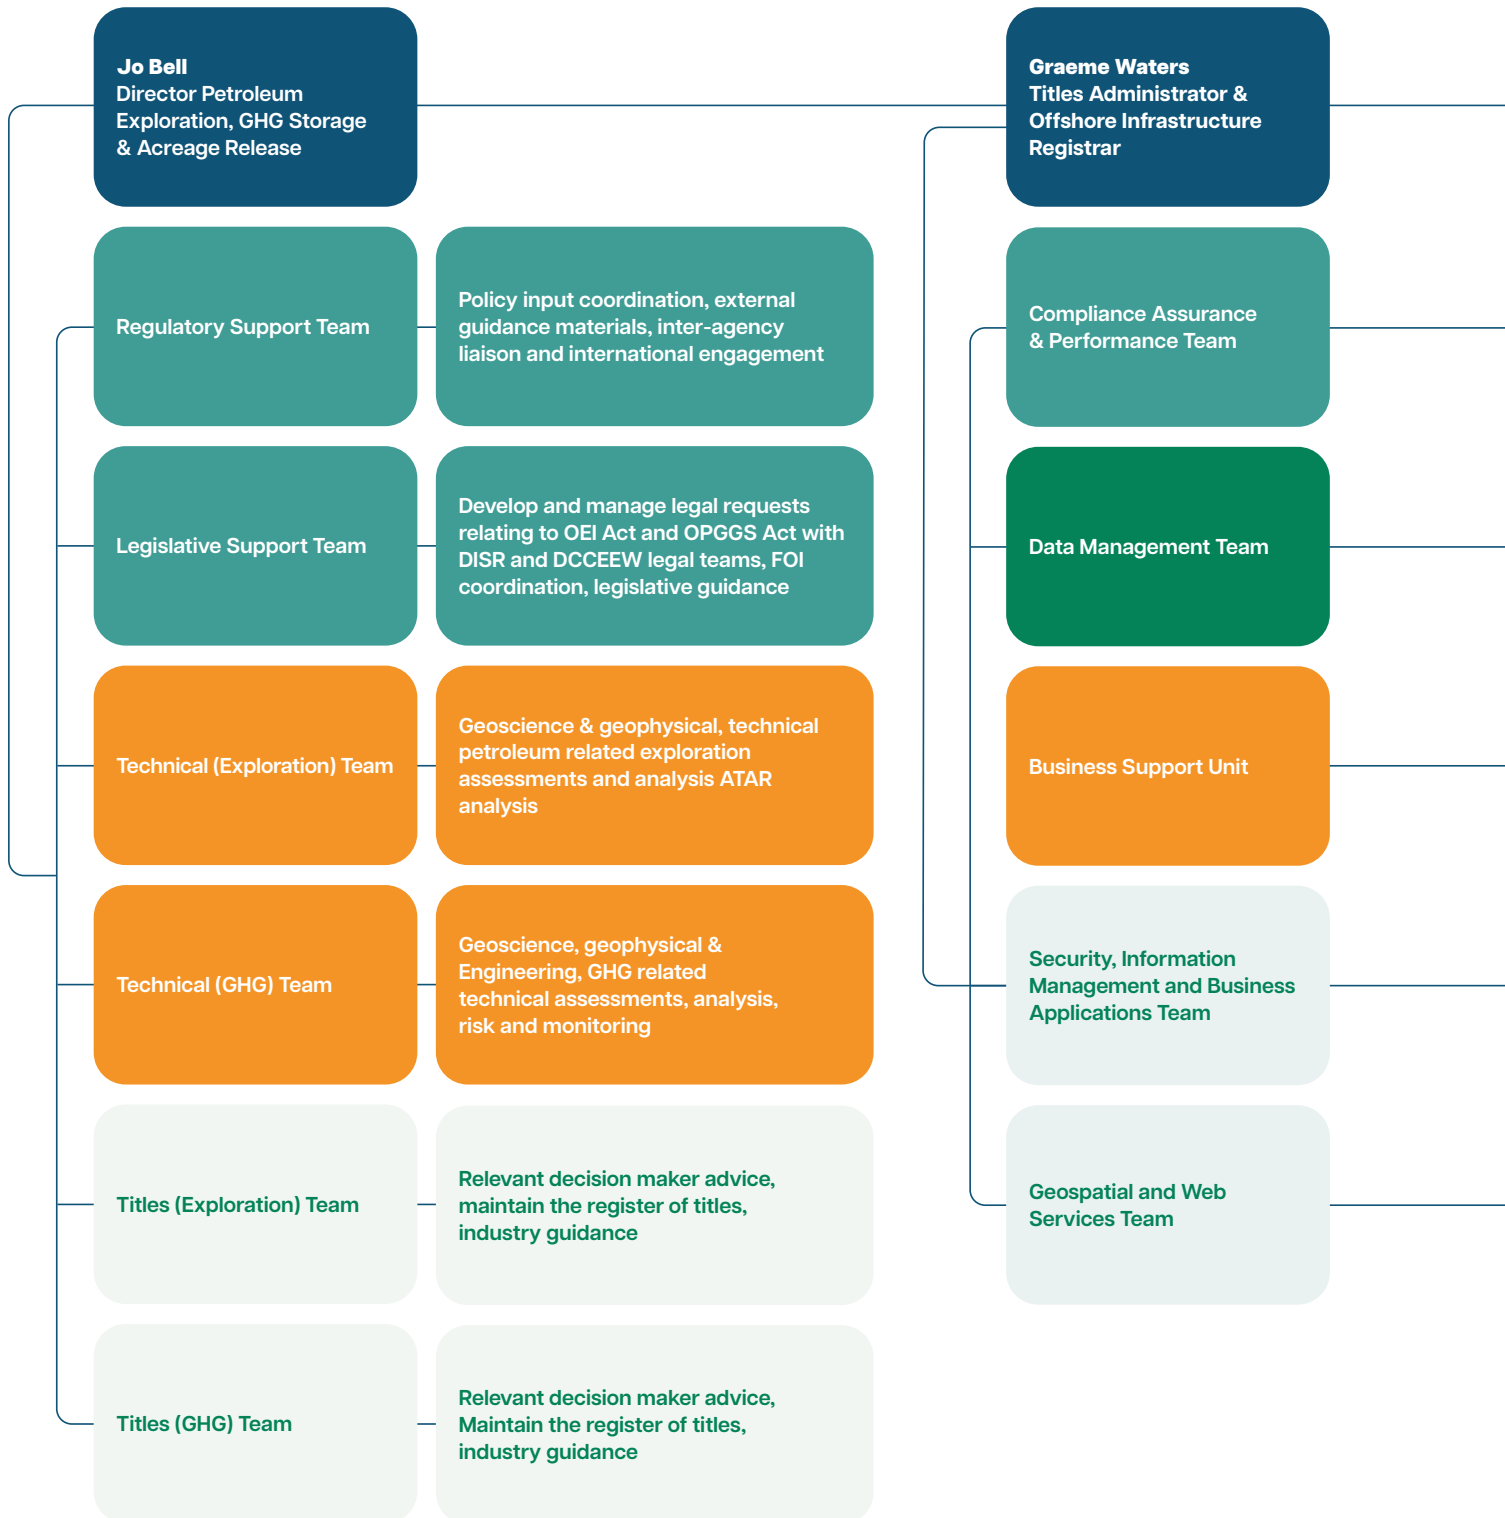 Jo Bell
Director Petroleum
Exploration, GHG Storage
& Acreage Release
Regulatory Support Team
Policy input coordination, external
guidance materials, inter-agency
liaison and international engagement
Legislative Support Team
Develop and manage legal requests
relating to OEI Act and OPGGS Act with
DISR and DCCEEW legal teams, FOI
coordination, legislative guidance
Technical (Exploration) Team
Geoscience & geophysical, technical
petroleum related exploration
assessments and analysis ATAR
analysis
Technical (GHG) Team
Geoscience, geophysical &
Engineering, GHG related
technical assessments, analysis,
risk and monitoring
Titles (Exploration) Team
Relevant decision maker advice,
maintain the register of titles,
industry guidance
Titles (GHG) Team
Relevant decision maker advice,
Maintain the register of titles,
industry guidance
Graeme Waters
Titles Administrator &
Offshore Infrastructure
Registrar
Compliance Assurance
& Performance Team
Data Management Team
Business Support Unit
Security, Information
Management and Business
Applications Team
Geospatial and Web
Services Team